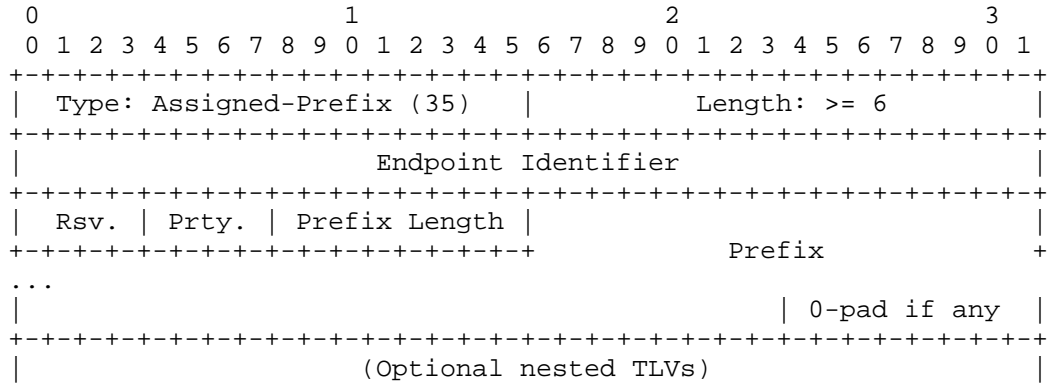 0                   1                   2                   3
 0 1 2 3 4 5 6 7 8 9 0 1 2 3 4 5 6 7 8 9 0 1 2 3 4 5 6 7 8 9 0 1
+-+-+-+-+-+-+-+-+-+-+-+-+-+-+-+-+-+-+-+-+-+-+-+-+-+-+-+-+-+-+-+-+
|  Type: Assigned-Prefix (35)   |          Length: >= 6         |
+-+-+-+-+-+-+-+-+-+-+-+-+-+-+-+-+-+-+-+-+-+-+-+-+-+-+-+-+-+-+-+-+
|                      Endpoint Identifier                      |
+-+-+-+-+-+-+-+-+-+-+-+-+-+-+-+-+-+-+-+-+-+-+-+-+-+-+-+-+-+-+-+-+
|  Rsv. | Prty. | Prefix Length |                               |
+-+-+-+-+-+-+-+-+-+-+-+-+-+-+-+-+            Prefix             +
...
|                                               | 0-pad if any  |
+-+-+-+-+-+-+-+-+-+-+-+-+-+-+-+-+-+-+-+-+-+-+-+-+-+-+-+-+-+-+-+-+
|                     (Optional nested TLVs)                    |